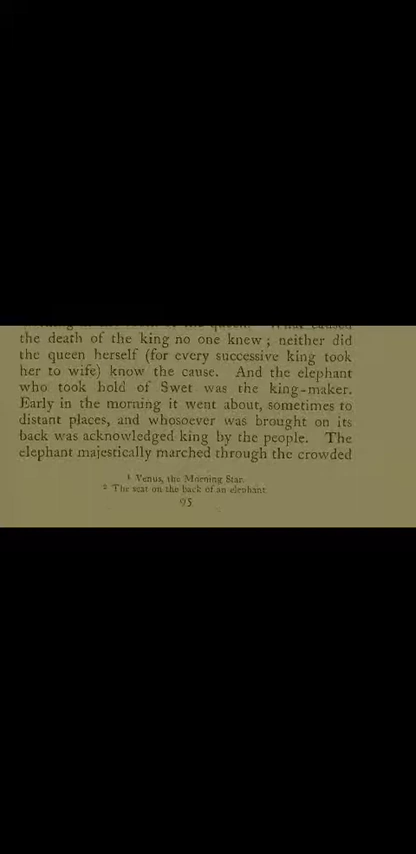 the death of the king no one knew; neither did
the queen herself (for every successive king took
her to wife) know the cause. And the elephant
who took hold of Swet was the king-maker.
Early in the morning it went about, sometimes to
distant places, and whosoever was brought on its
back was acknowledged king by the people. The
elephant majestically marched through the crowded
1 Venus, the Morning Star.
2 The seat on the back of an elephant.
95